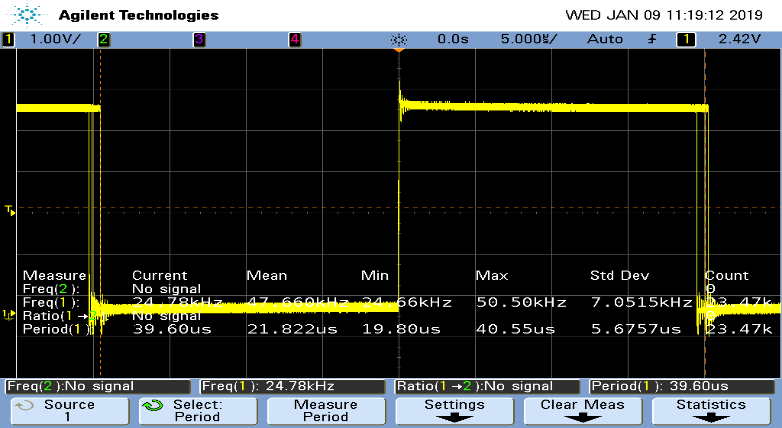 Agilent Technologies WED JAN 09 11:19:12 2019
1 1.00V/ 2 3 4 0.0s 5.000s/ Auto 1 2.42V
T
Measure Current Mean Min Max Std Dev Count
Freq(2): No signal 0
Freq(1): 24.78kHz 47.660kHz 24.66kHz 50.50kHz 7.0515kHz 23.47k
Ratio(1→2): No signal 0
Period(1): 39.60us 21.822us 19.80us 40.55us 5.6757us 23.47k
Freq(2):No signal Freq(1): 24.78kHz Ratio(1→2):No signal Period(1): 39.60us
Source Select: Measure Settings Clear Meas Statistics
1 Period Period